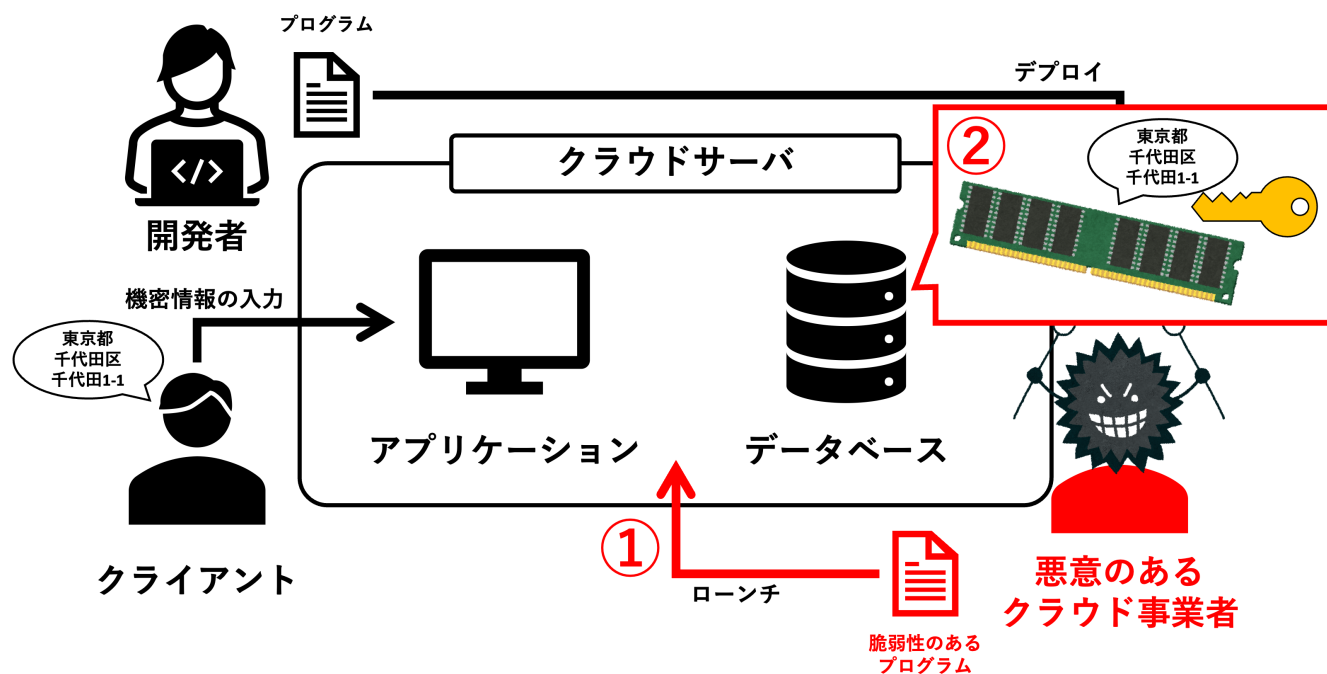 プログラム
デプロイ
クラウドサーバ
②
東京都
千代田区
千代田1-1
</>
開発者
機密情報の入力
東京都
千代田区
千代田1-1
アプリケーション
データベース
クライアント
①
ローンチ
脆弱性のある
プログラム
悪意のある
クラウド事業者